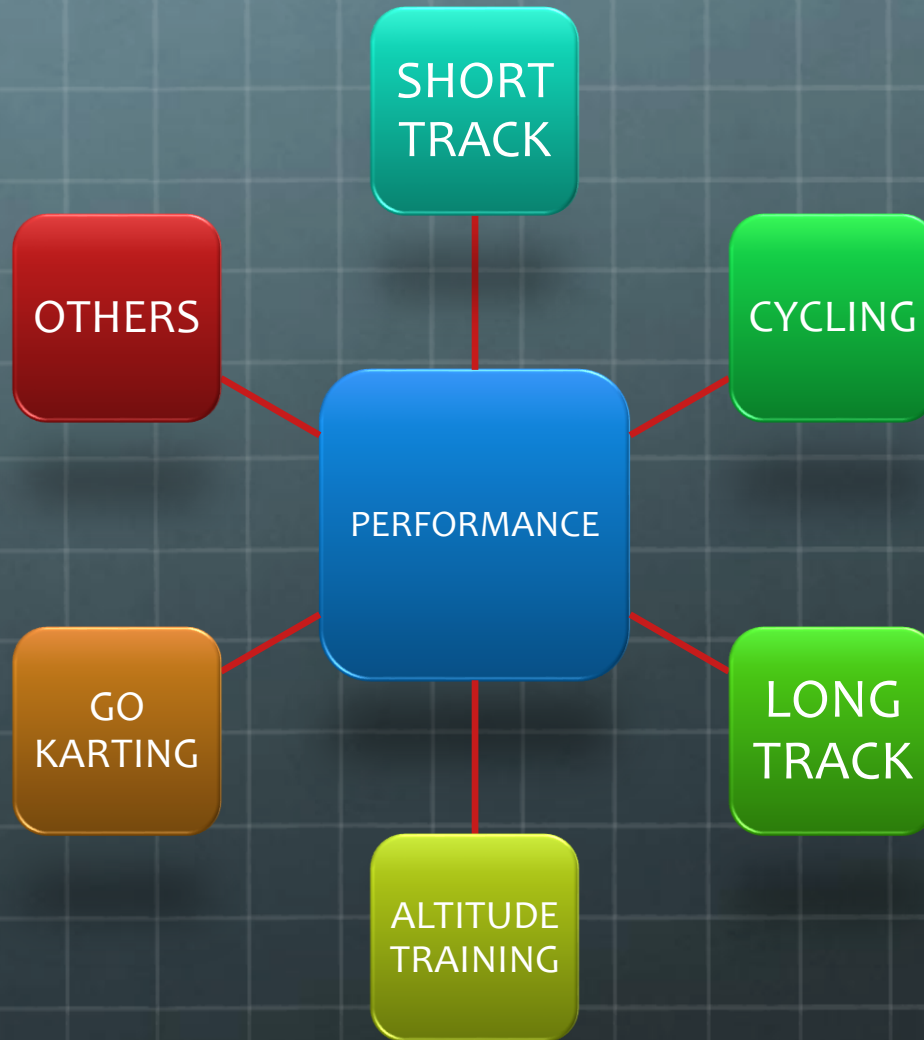 SHORT
TRACK
OTHERS
CYCLING
PERFORMANCE
GO
KARTING
LONG
TRACK
ALTITUDE
TRAINING